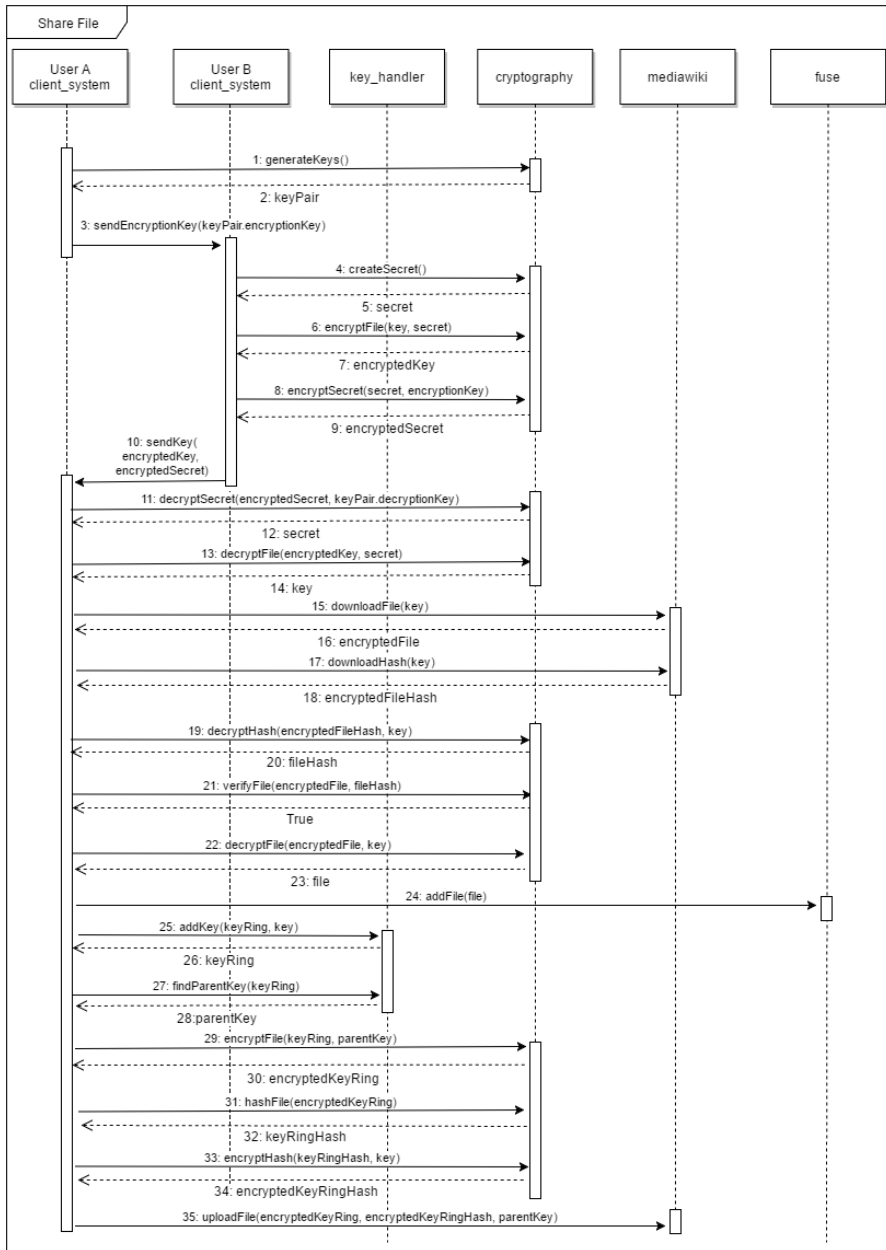 Share File
User A
client_system
User B
client_system
key_handler
cryptography
mediawiki
fuse
1: generateKeys()
2: keyPair
3: sendEncryptionKey(keyPair.encryptionKey)
4: createSecret()
5: secret
6: encryptFile(key, secret)
7: encryptedKey
8: encryptSecret(secret, encryptionKey)
9: encryptedSecret
10: sendKey(
encryptedKey,
encryptedSecret)
11: decryptSecret(encryptedSecret, keyPair.decryptionKey)
12: secret
13: decryptFile(encryptedKey, secret)
14: key
15: downloadFile(key)
16: encryptedFile
17: downloadHash(key)
18: encryptedFileHash
19: decryptHash(encryptedFileHash, key)
20: fileHash
21: verifyFile(encryptedFile, fileHash)
True
22: decryptFile(encryptedFile, key)
23: file
24: addFile(file)
25: addKey(keyRing, key)
26: keyRing
27: findParentKey(keyRing)
28:parentKey
29: encryptFile(keyRing, parentKey)
30: encryptedKeyRing
31: hashFile(encryptedKeyRing)
32: keyRingHash
33: encryptHash(keyRingHash, key)
34: encryptedKeyRingHash
35: uploadFile(encryptedKeyRing, encryptedKeyRingHash, parentKey)